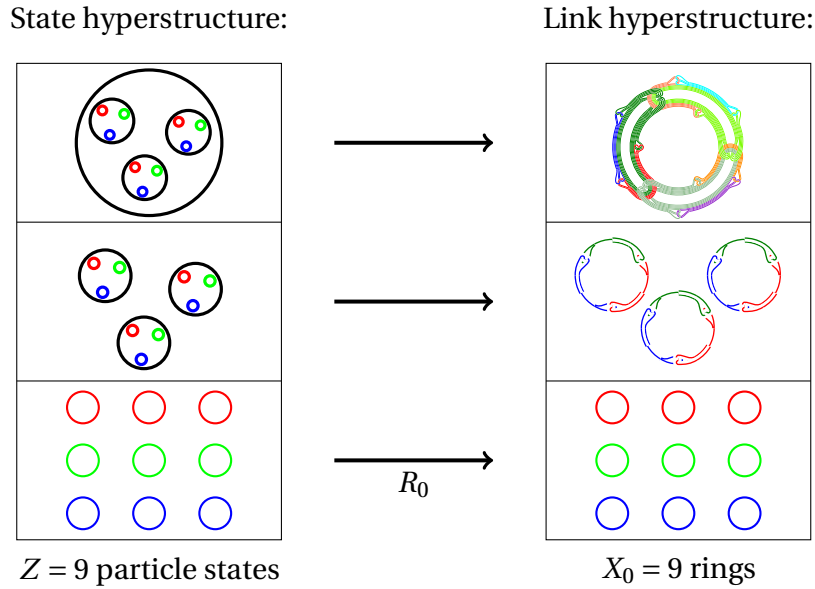 State hyperstructure:
Link hyperstructure:
R₀
Z = 9 particle states
X₀ = 9 rings